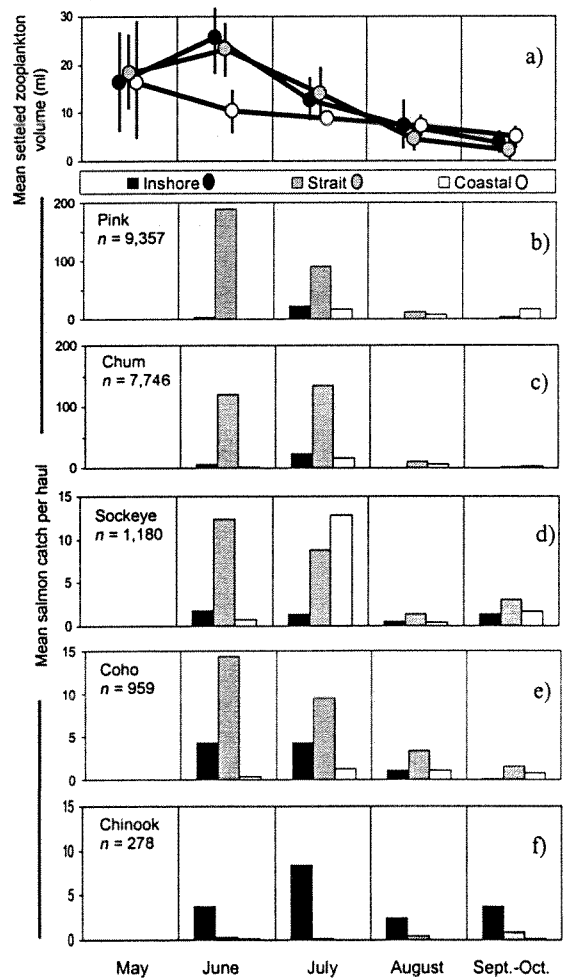 Mean setteled zooplankton
volume (ml)
30
20
10
0
a)
Inshore
Strait
Coastal
Mean salmon catch per haul
200
100
0
Pink
n = 9,357
b)
200
100
0
Chum
n = 7,746
c)
15
10
5
0
Sockeye
n = 1,180
d)
15
10
5
0
Coho
n = 959
e)
15
10
5
0
Chinook
n = 278
f)
May
June
July
August
Sept.-Oct.